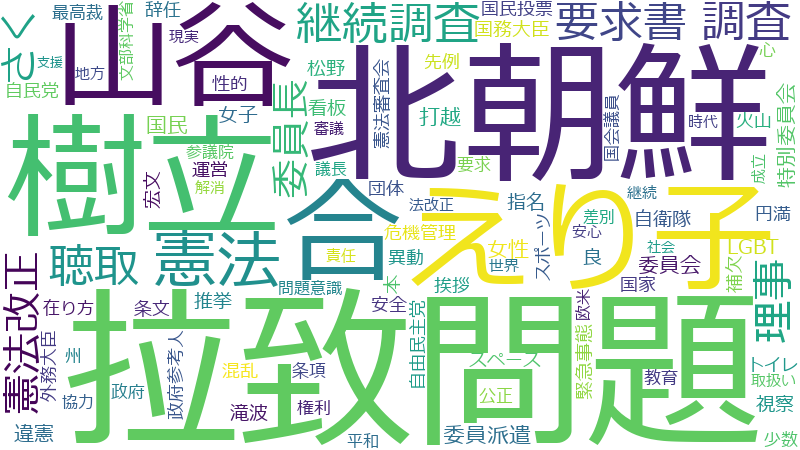 最高裁
辞任
文部科学省
支援
現実
地方
自民党
さく
山谷
性的
女子
継続調査
国民投票
国務大臣
要求書
調査
先例
心
松野
看板
審議
憲法審査会
打越
北朝鮮
国会議員
時代
火山
特別委員会
成立
委員長
国民
参議院
運営
議長
解消
宏文
樹立
合
団体
法改正
要求
えり子
指名
継続
差別
安心
自衛隊
円満
LGBT
補欠
聴取
憲法
責任
危機管理
異動
女性
世界
スポーツ
良
社会
委員会
国家
理事
憲法改正
在り方
条文
推挙
問題意識
本
挨拶
安全
自由民主党
欧米
緊急事態
外務大臣
拉致問題
スペース
公正
教育
トイレ
取扱い
視察
協力
政府
政府参考人
混乱
条項
滝波
権利
平和
委員派遣
違憲
少数